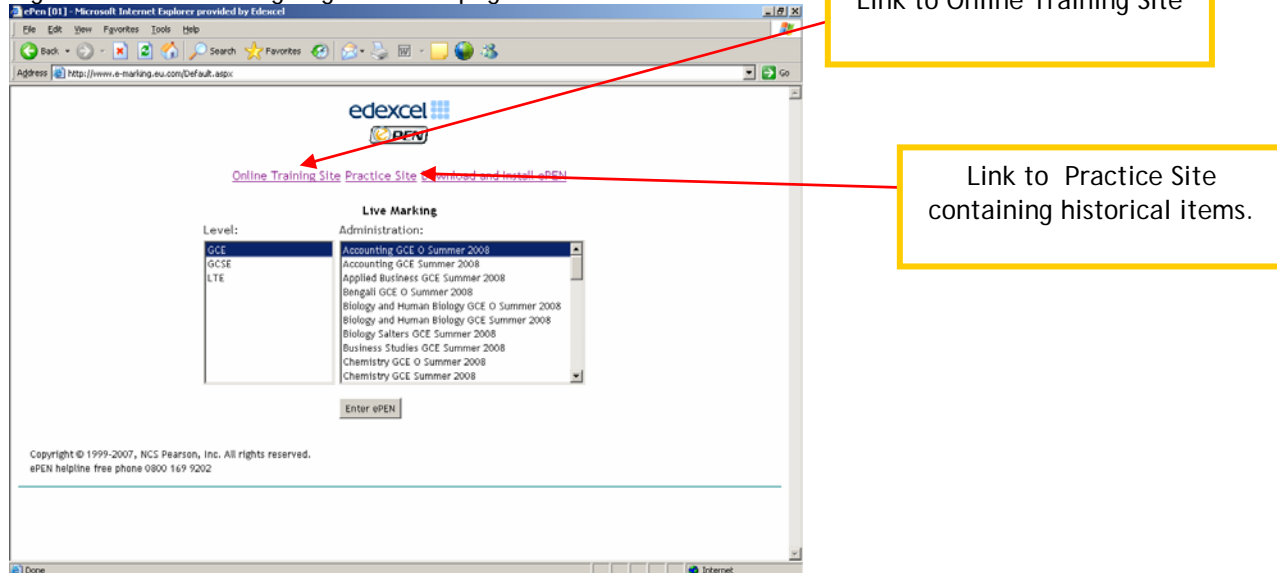 ePen [01] - Microsoft Internet Explorer provided by Edexcel
File Edit View Favorites Tools Help
Back Search Favorites
Address http://www.e-marking.eu.com/Default.aspx Go
Link to Online Training Site
edexcel
ePEN
Online Training Site Practice Site Download and Install ePEN
Link to Practice Site
containing historical items.
Live Marking
Level: Administration:
GCE Accounting GCE O Summer 2008
GCSE Accounting GCE Summer 2008
LTE Applied Business GCE Summer 2008
Bengali GCE O Summer 2008
Biology and Human Biology GCE O Summer 2008
Biology and Human Biology GCE Summer 2008
Biology Salters GCE Summer 2008
Business Studies GCE Summer 2008
Chemistry GCE O Summer 2008
Chemistry GCE Summer 2008
Enter ePEN
Copyright © 1999-2007, NCS Pearson, Inc. All rights reserved.
ePEN helpline free phone 0800 169 9202
Done Internet